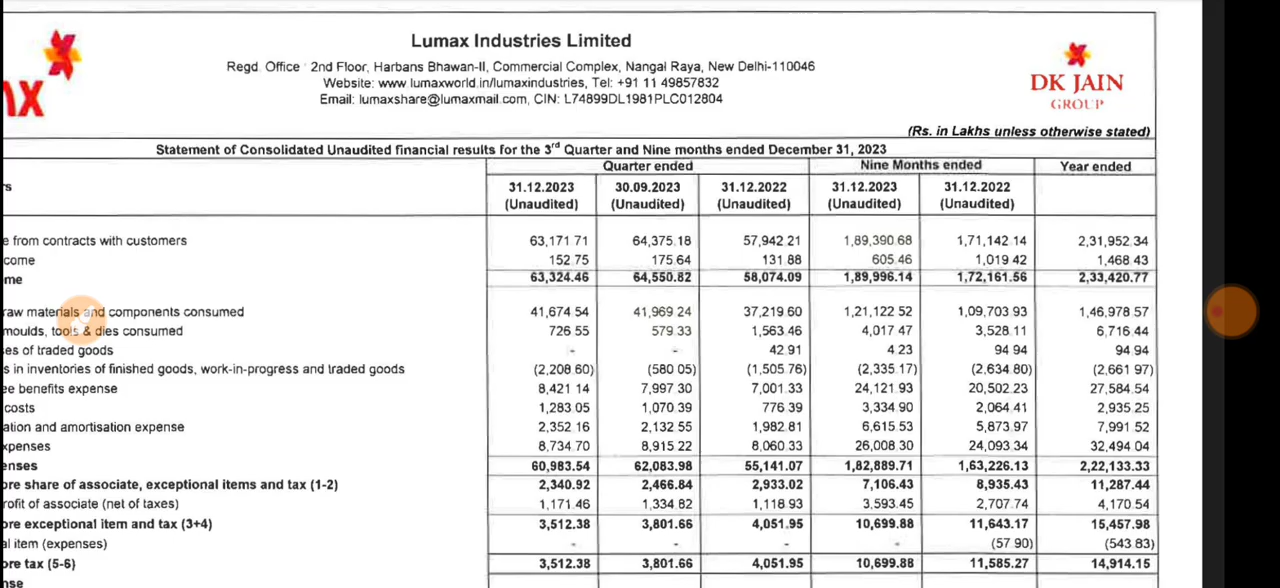 Lumax Industries Limited
Regd. Office : 2nd Floor, Harbans Bhawan-II, Commercial Complex, Nangal Raya, New Delhi-110046
Website: www.lumaxworld.in/lumaxindustries, Tel: +91 11 49857832
Email: lumaxshare@lumaxmail.com, CIN: L74899DL1981PLC012804
DK JAIN
GROUP
(Rs. in Lakhs unless otherwise stated)
Statement of Consolidated Unaudited financial results for the 3rd Quarter and Nine months ended December 31, 2023
Quarter ended Nine Months ended Year ended
31.12.2023 30.09.2023 31.12.2022 31.12.2023 31.12.2022
(Unaudited) (Unaudited) (Unaudited) (Unaudited) (Unaudited)
e from contracts with customers 63,171.71 64,375.18 57,942.21 1,89,390.68 1,71,142.14 2,31,952.34
come 152.75 175.64 131.88 605.46 1,019.42 1,468.43
me 63,324.46 64,550.82 58,074.09 1,89,996.14 1,72,161.56 2,33,420.77
raw materials and components consumed 41,674.54 41,969.24 37,219.60 1,21,122.52 1,09,703.93 1,46,978.57
moulds, tools & dies consumed 726.55 579.33 1,563.46 4,017.47 3,528.11 6,716.44
es of traded goods - - 42.91 4.23 94.94 94.94
s in inventories of finished goods, work-in-progress and traded goods (2,208.60) (580.05) (1,505.76) (2,335.17) (2,634.80) (2,661.97)
ee benefits expense 8,421.14 7,997.30 7,001.33 24,121.93 20,502.23 27,584.54
costs 1,283.05 1,070.39 776.39 3,334.90 2,064.41 2,935.25
ation and amortisation expense 2,352.16 2,132.55 1,982.81 6,615.53 5,873.97 7,991.52
xpenses 8,734.70 8,915.22 8,060.33 26,008.30 24,093.34 32,494.04
enses 60,983.54 62,083.98 55,141.07 1,82,889.71 1,63,226.13 2,22,133.33
ore share of associate, exceptional items and tax (1-2) 2,340.92 2,466.84 2,933.02 7,106.43 8,935.43 11,287.44
rofit of associate (net of taxes) 1,171.46 1,334.82 1,118.93 3,593.45 2,707.74 4,170.54
ore exceptional item and tax (3+4) 3,512.38 3,801.66 4,051.95 10,699.88 11,643.17 15,457.98
al item (expenses) - - - - (57.90) (543.83)
ore tax (5-6) 3,512.38 3,801.66 4,051.95 10,699.88 11,585.27 14,914.15